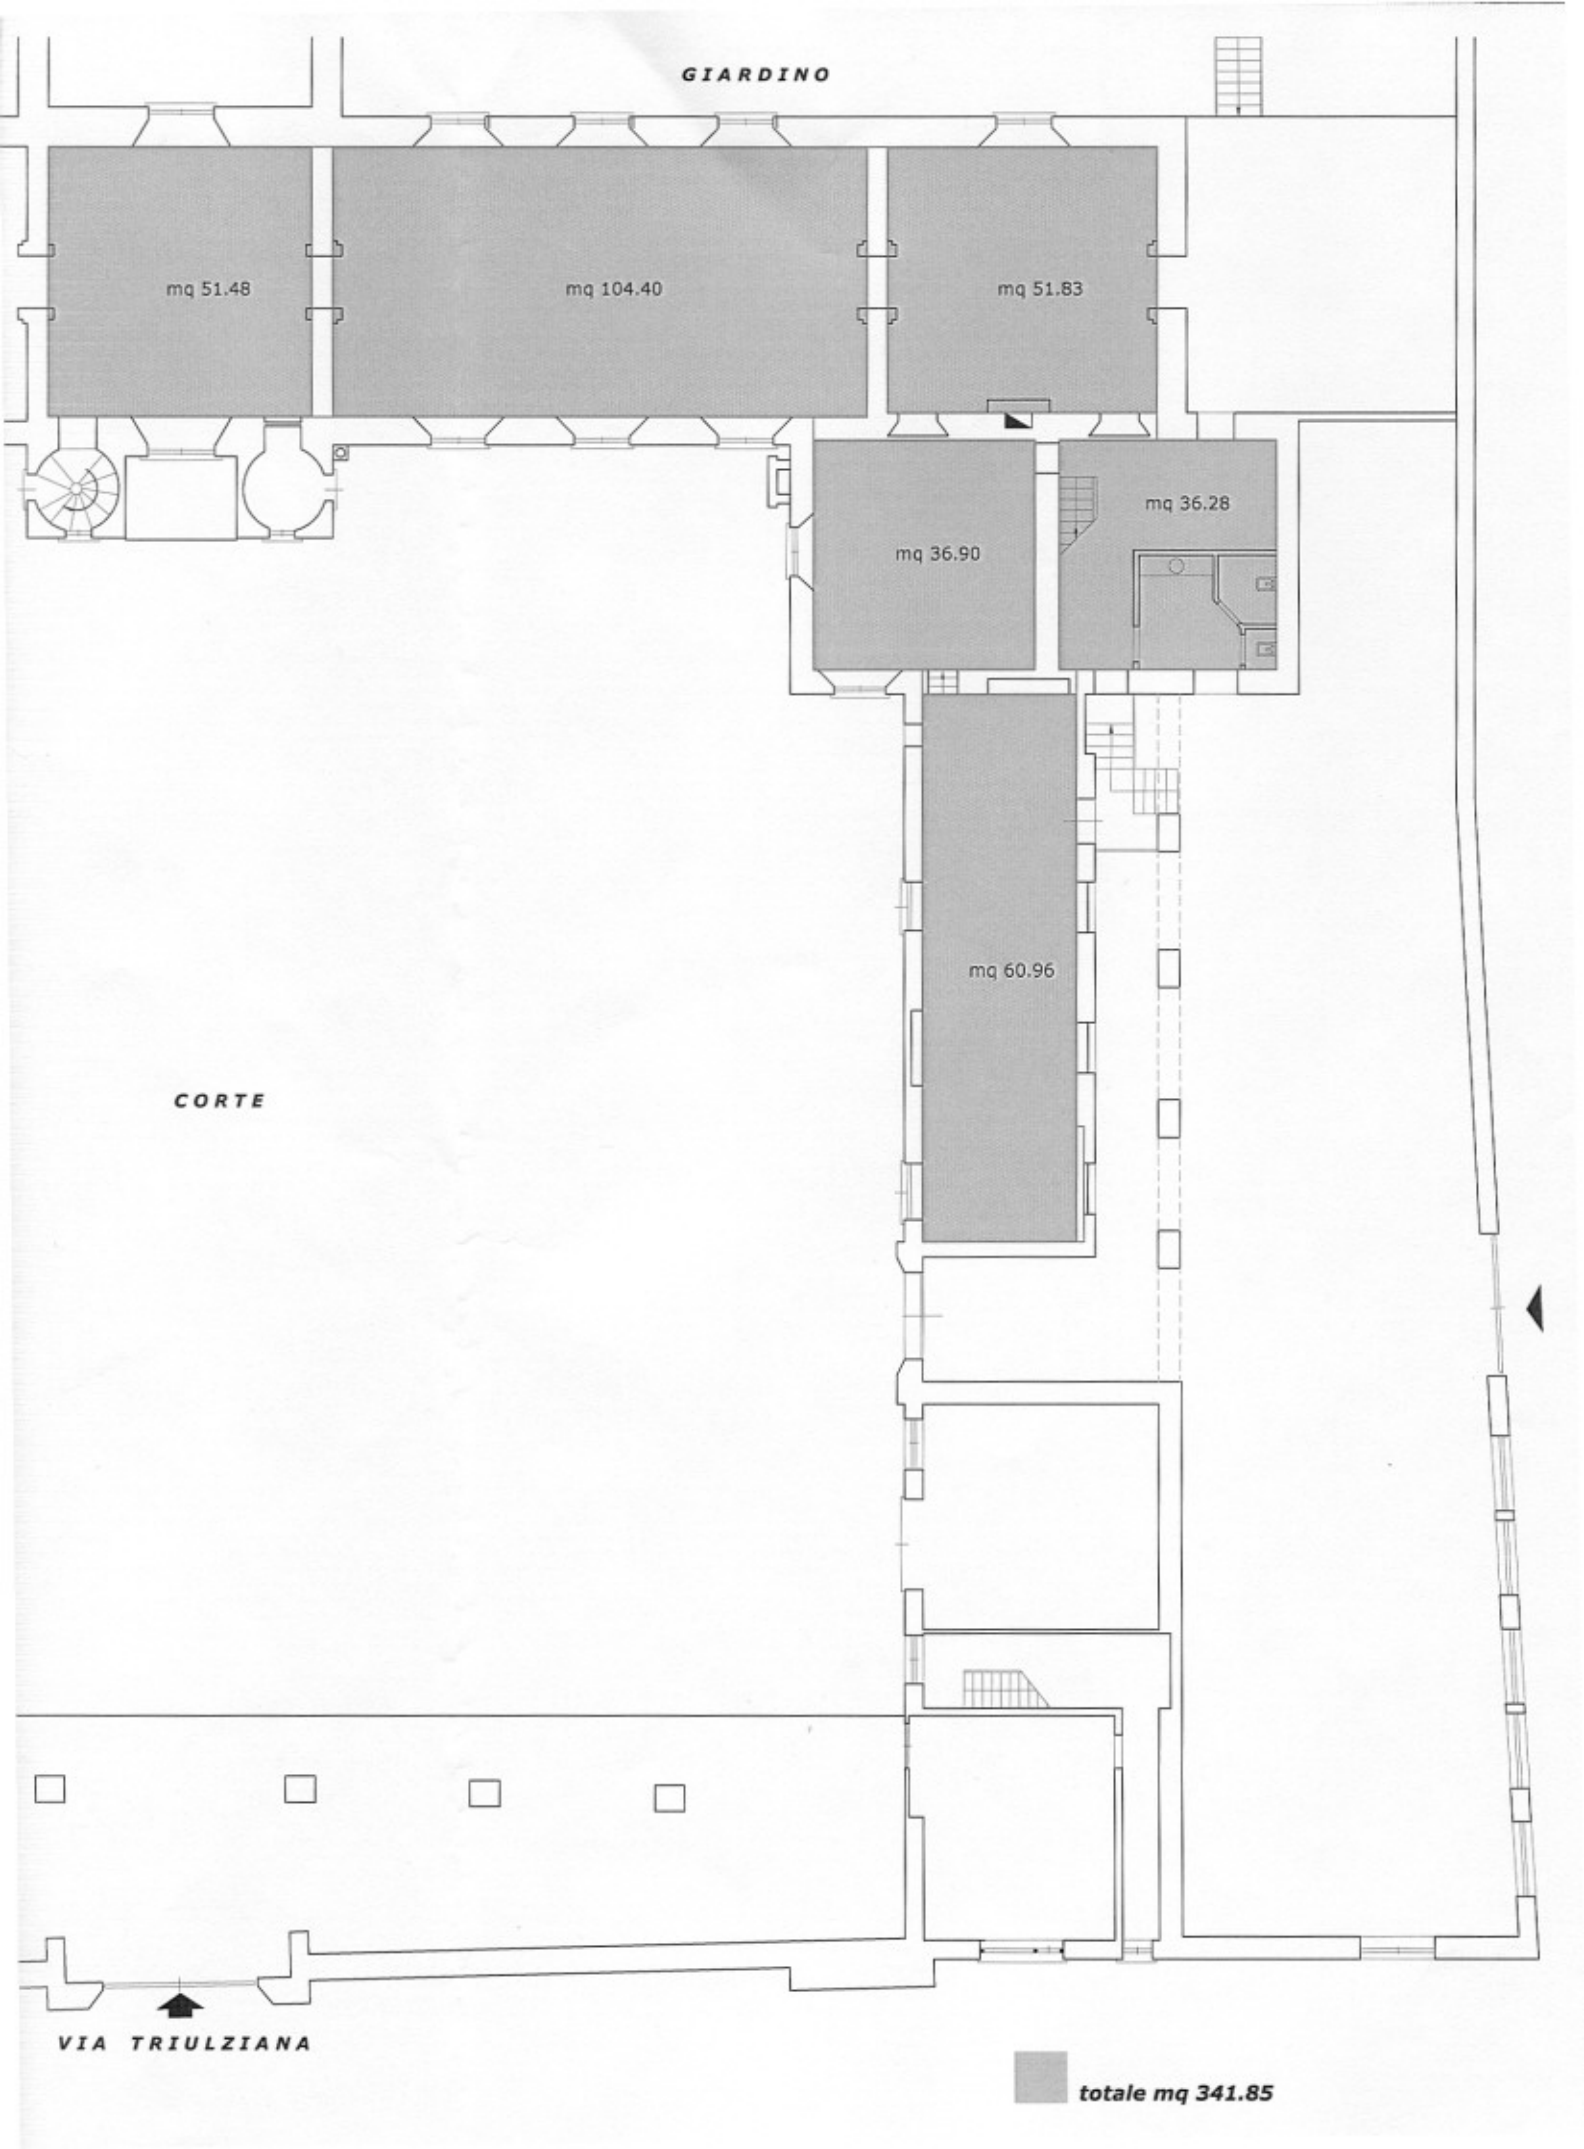 GIARDINO
mq 51.48
mq 104.40
mq 51.83
mq 36.28
mq 36.90
mq 60.96
CORTE
VIA TRIULZIANA
totale mq 341.85